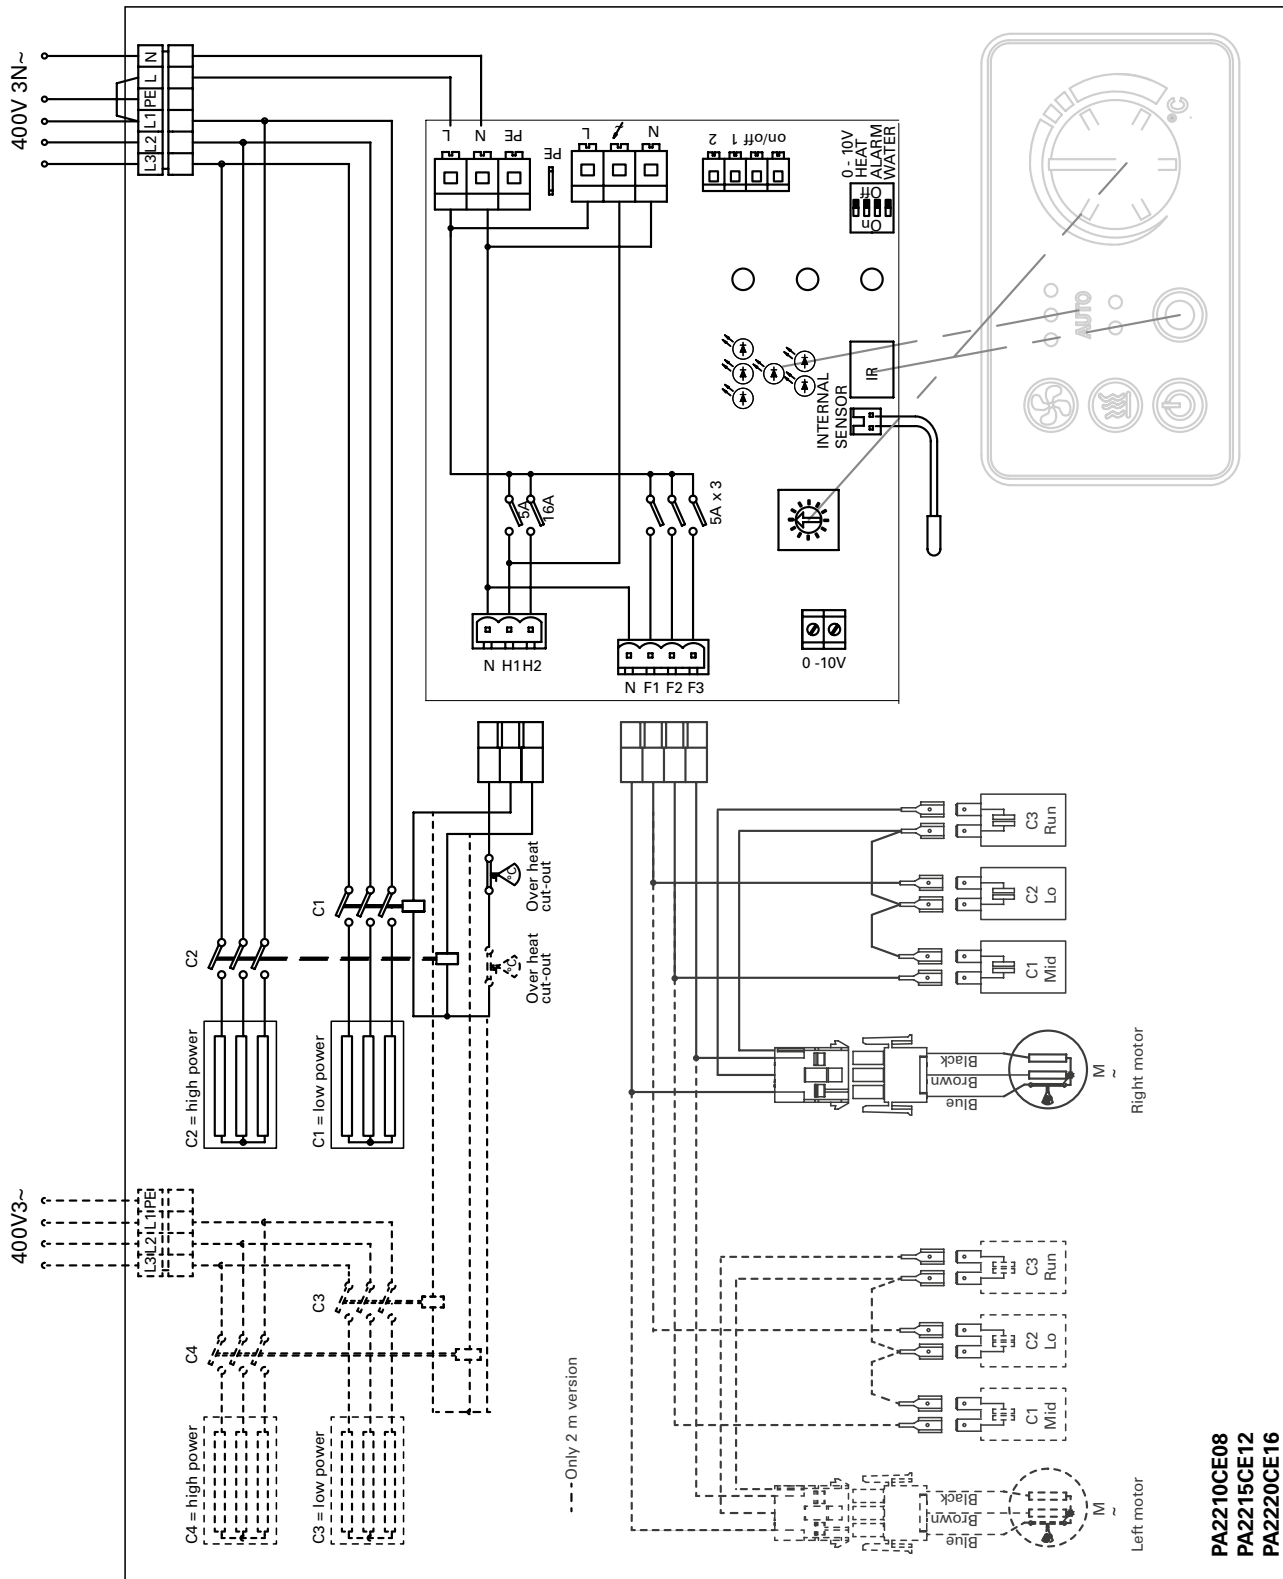 400V 3N~
N
L
PE
L1
L2
L3
L
N
PE
PE
L
N
2
1
on/off
0 - 10V
HEAT
ALARM
WATER
Off
On
°C
AUTO
IR
INTERNAL
SENSOR
5A
16A
5A x 3
N H1 H2
N F1 F2 F3
0 -10V
C1
C2
°C
Over heat
cut-out
°C
Over heat
cut-out
C2 = high power
C1 = low power
C3
Run
C2
Lo
C1
Mid
Black
Brown
Blue
M
~
Right motor
400V3~
PE
L1
L2
L3
C3
C4
C4 = high power
C3 = low power
Only 2 m version
C3
Run
C2
Lo
C1
Mid
Black
Brown
Blue
M
~
Left motor
PA2210CE08
PA2215CE12
PA2220CE16